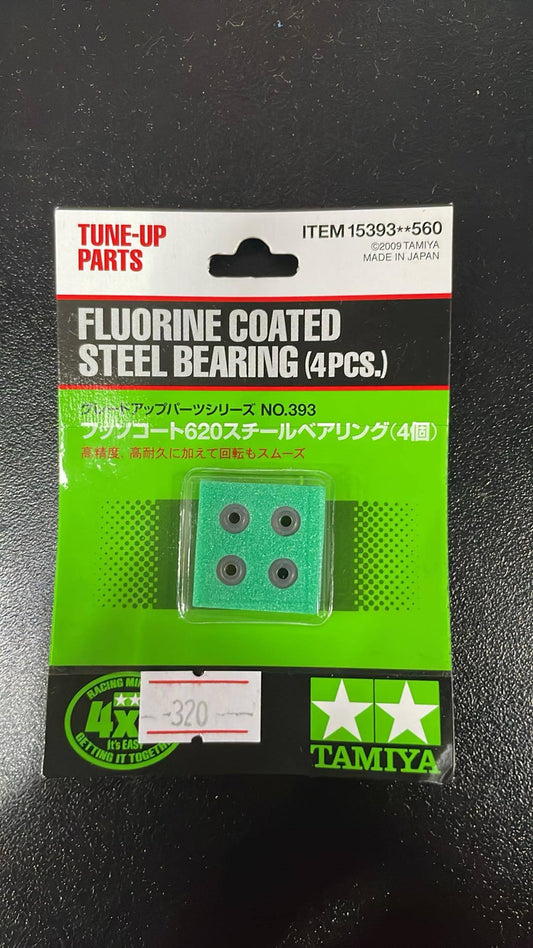 TUNE-UP
PARTS
ITEM 15393**560
©2009 TAMIYA
MADE IN JAPAN
FLUORINE COATED
STEEL BEARING (4PCS.)
グレードアップパーツシリーズ NO.393
フッソコート620スチールベアリング(4個)
高精度、高耐久に加えて回転もスムーズ
RACING
4x
It's
GETTING IT
320
TAMIYA